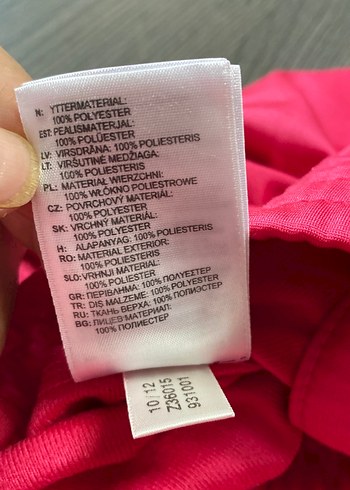 N: YTTERMATERIAL:
100% POLYESTER
EST: PEALISMATERJAL:
100% POLÜESTER
LV: VIRSDRĀNA: 100% POLIESTERIS
LT: VIRŠUTINĖ MEDŽIAGA:
100% POLIESTERIS
PL: MATERIAŁ WIERZCHNI:
100% WŁÓKNO POLIESTROWE
CZ: POVRCHOVÝ MATERIÁL:
100% POLYESTER
SK: VRCHNÝ MATERIÁL:
100% POLYESTER
H: ALAPANYAG: 100% POLIÉSTER
RO: MATERIAL EXTERIOR:
100% POLIESTER
SLO: VRHNJI MATERIAL:
100% POLIESTER
GR: ΠΕΡΙΒΛΗΜΑ: 100% ΠΟΛΥΕΣΤΕΡ
TR: DIŞ MALZEME: 100% POLYESTER
RU: ТКАНЬ ВЕРХА: 100% ПОЛИЭСТЕР
BG: ЛИЦЕВ МАТЕРИАЛ:
100% ПОЛИЕСТЕР
10/12
Z36015
931001